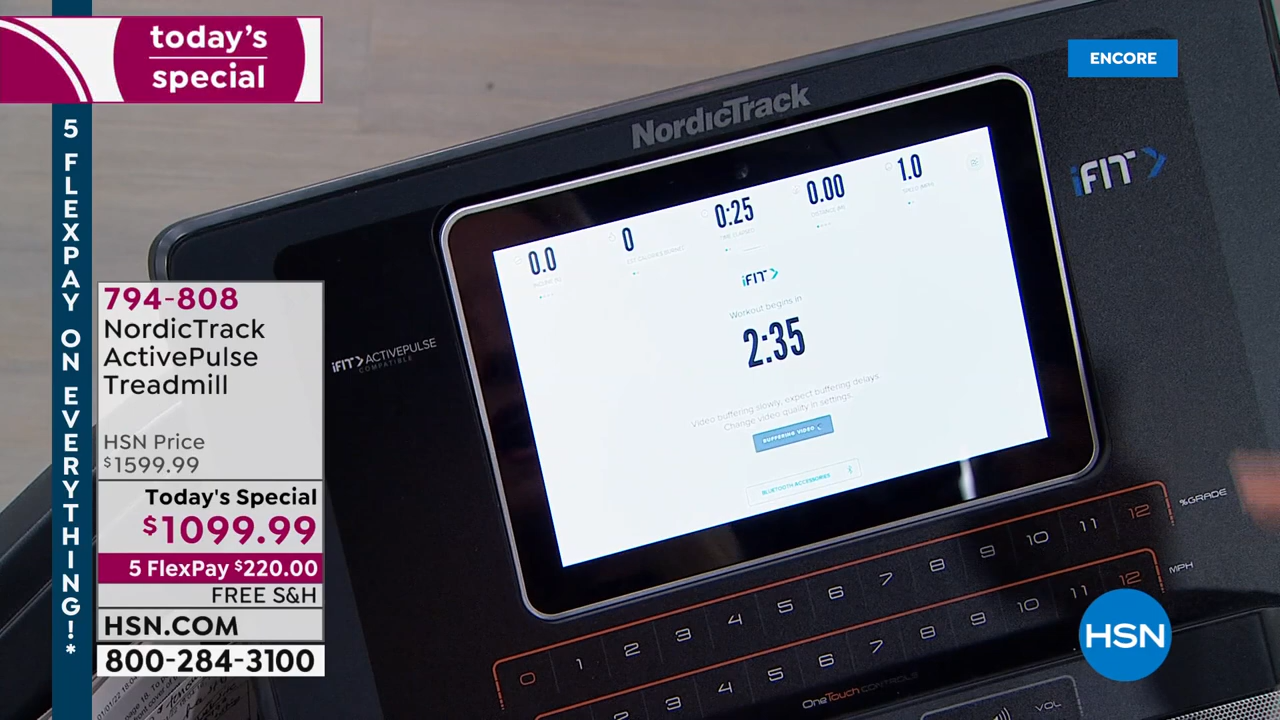 today's
special
ENCORE
5 FLEXPAY ON EVERYTHING!*
794-808
NordicTrack
ActivePulse
Treadmill
HSN Price
$1599.99
Today's Special
$1099.99
5 FlexPay $220.00
FREE S&H
HSN.COM
800-284-3100
NordicTrack
iFIT
iFIT ACTIVEPULSE
COMPATIBLE
0.0 0 0:25 0.00 1.0
iFIT
Workout begins in
2:35
Video buffering slowly, expect buffering delays.
Change video quality in settings.
BUFFERING VIDEO
BLUETOOTH ACCESSORIES
0 1 2 3 4 5 6 7 8 9 10 11 12 %GRADE
2 3 4 5 6 7 8 9 10 11 12 MPH
OneTouch CONTROLS
VOL
HSN